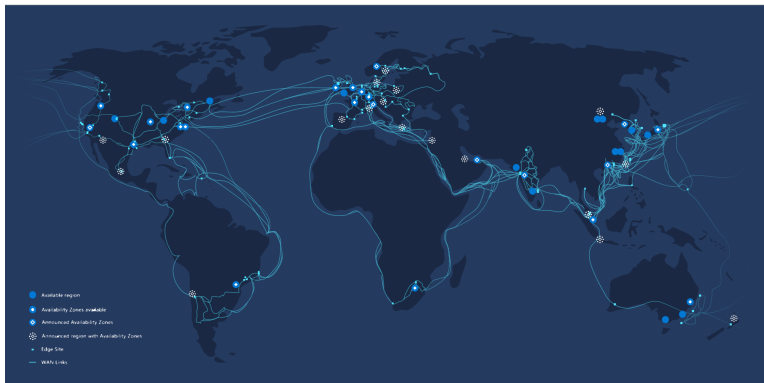 Available region
Availability Zones available
Announced Availability Zones
Announced region with Availability Zones
Edge Site
WAN Links